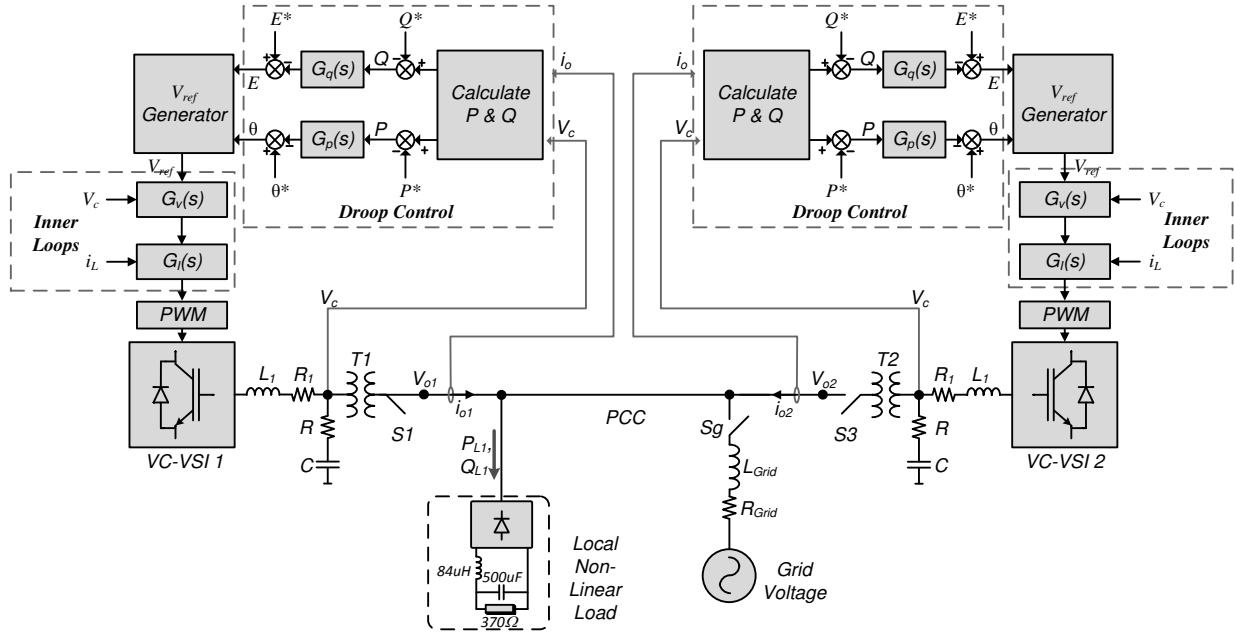 E*
Q*
Q*
E*
V_ref Generator
E
G_q(s)
Q
Calculate P & Q
i_o
i_o
Calculate P & Q
Q
G_q(s)
E
V_ref Generator
θ
G_p(s)
P
V_c
V_c
P
G_p(s)
θ
V_ref
θ*
P*
P*
θ*
V_ref
Droop Control
Droop Control
V_c
G_v(s)
G_v(s)
V_c
Inner Loops
Inner Loops
i_L
G_I(s)
G_I(s)
i_L
PWM
V_c
V_c
PWM
L_1
R_1
T1
V_o1
V_o2
T2
R_1
L_1
R
S1
i_o1
PCC
Sg
i_o2
S3
R
C
C
VC-VSI 1
VC-VSI 2
P_L1,
Q_L1
L_Grid
R_Grid
84uH
500uF
370Ω
Local
Non-
Linear
Load
Grid
Voltage
+
-
-
+
+
-
-
+
+
-
-
+
+
-
-
+